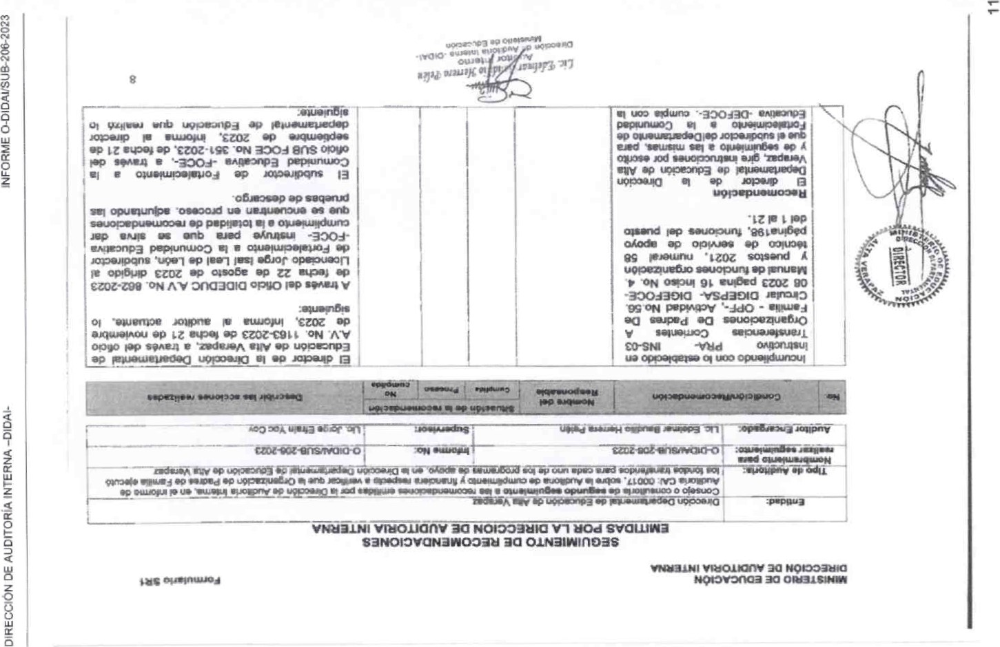 DIRECCIÓN DE AUDITORIA INTERNA –DIDAI-
INFORME O-DIDAI/SUB-206-2023
11
MINISTERIO DE EDUCACIÓN
DIRECCIÓN DE AUDITORIA INTERNA
Formulario SR1
SEGUIMIENTO DE RECOMENDACIONES
EMITIDAS POR LA DIRECCIÓN DE AUDITORIA INTERNA
Entidad:
Dirección Departamental de Educación de Alta Verapaz
Tipo de Auditoria:
Consejo o consultoria de segundo seguimiento a las recomendaciones emitidas por la Dirección de Auditoria Interna, en el informe de
Auditoria CAI: 00017, sobre la Auditoria de cumplimiento y financiera respecto a verificar que la Organización de Padres de Familia ejecutó
los fondos transferidos para cada uno de los programas de apoyo, en la Dirección Departamental de Educación de Alta Verapaz
Nombramiento para
realizar seguimiento:
O-DIDAI/SUB-206-2023
Informe No:
O-DIDAI/SUB-206-2023
Auditor Encargado:
Lic. Edelmar Baudilio Herrera Pelén
Supervisor:
Lic. Jorge Efrain Yoc Coy
No
Condición/Recomendación
Nombre del
Responsable
Situación de la recomendación
Cumplida
Proceso
No
cumplida
Describir las acciones realizadas
Incumpliendo con lo establecido en
instructivo PRA- INS-03
Transferencias Corrientes A
Organizaciones De Padres De
Familia - OPF-, Actividad No.56.
Circular DIGEPSA- DIGEFOCE-
08 2023 pagina 16 inciso No. 4.
Manual de funciones organización
y puestos 2021, numeral 58
técnico de servicio de apoyo
página198, funciones del puesto
del 1 al 21.
Recomendación
El director de la Dirección
Departamental de Educación de Alta
Verapaz, gire instrucciones por escrito
y de seguimiento a las mismas, para
que el subdirector del Departamento de
Fortalecimiento a la Comunidad
Educativa -DEFOCE-. cumpla con la
El director de la Dirección Departamental de
Educación de Alta Verapaz, a través del oficio
A.V. No. 1163-2023 de fecha 21 de noviembre
de 2023, informa al auditor actuante, lo
siguiente:
A través del Oficio DIDEDUC A.V No. 862-2023
de fecha 22 de agosto de 2023 dirigido al
Licenciado Jorge Isaí Leal de León, subdirector
de Fortalecimiento a la Comunidad Educativa
-FOCE- instruye para que se sirva dar
cumplimiento a la totalidad de recomendaciones
que se encuentran en proceso. adjuntando las
pruebas de descargo.
El subdirector de Fortalecimiento a la
Comunidad Educativa -FOCE-, a través del
oficio SUB FOCE No. 351-2023, de fecha 21 de
septiembre de 2023, informa al director
departamental de Educación que realizó lo
siguiente:
Lic. Edelmar Baudilio Herrera Pelén
Auditor Interno
Dirección de Auditoria Interna -DIDAI-
Ministerio de Educación
8
MINISTERIO DE EDUCACIÓN
DIRECCIÓN DEPARTAMENTAL
DIRECTOR
ALTA VERAPAZ